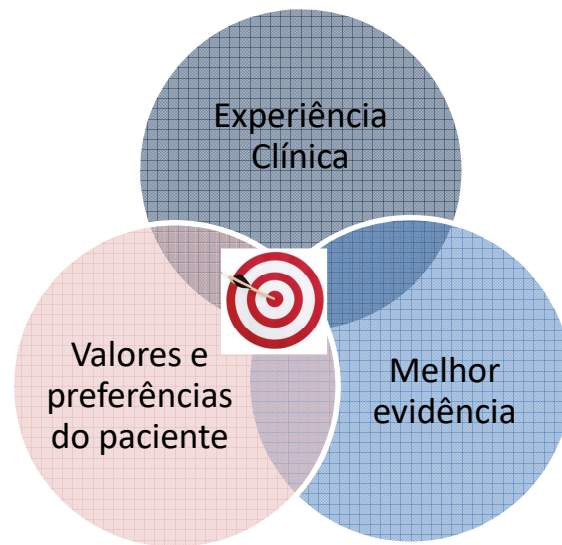 Experiência
Clínica
Valores e
preferências
do paciente
Melhor
evidência